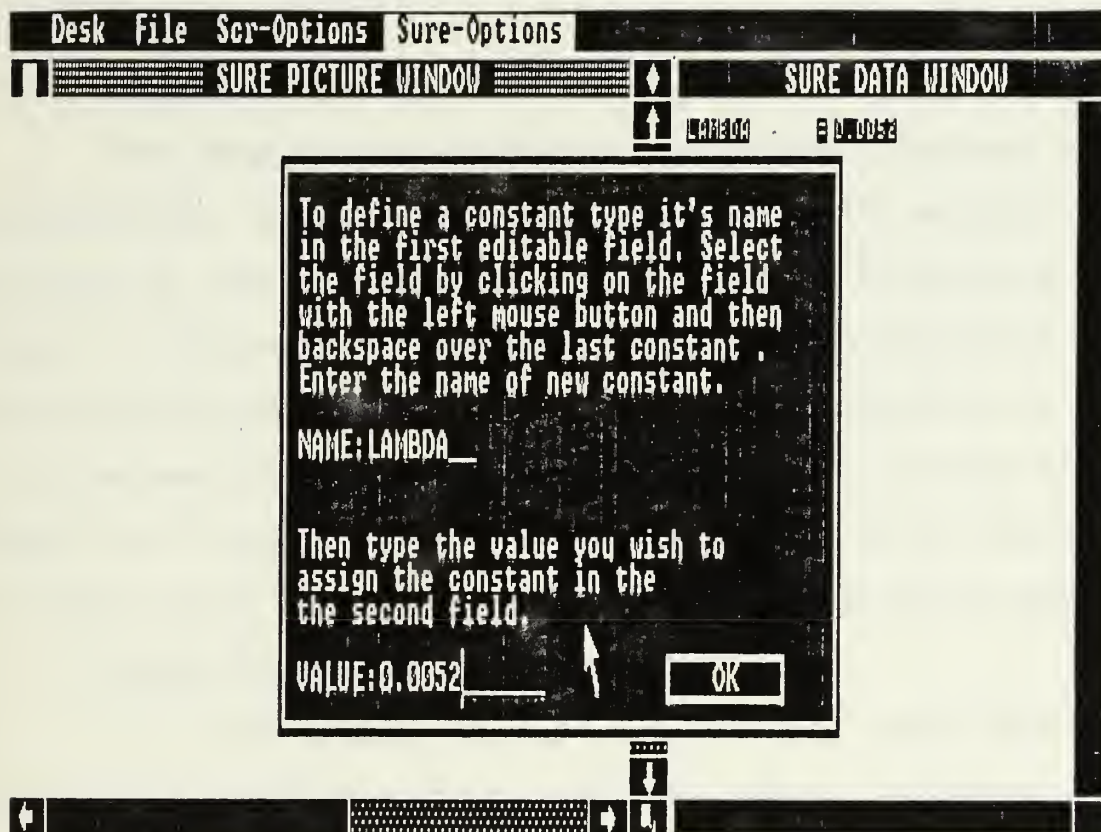 Desk File Scr-Options Sure-Options
SURE PICTURE WINDOW
SURE DATA WINDOW
LAMBDA = 0.0052
To define a constant type it's name
in the first editable field. Select
the field by clicking on the field
with the left mouse button and then
backspace over the last constant .
Enter the name of new constant.
NAME:LAMBDA__
Then type the value you wish to
assign the constant in the
the second field.
VALUE:0.0052______
OK